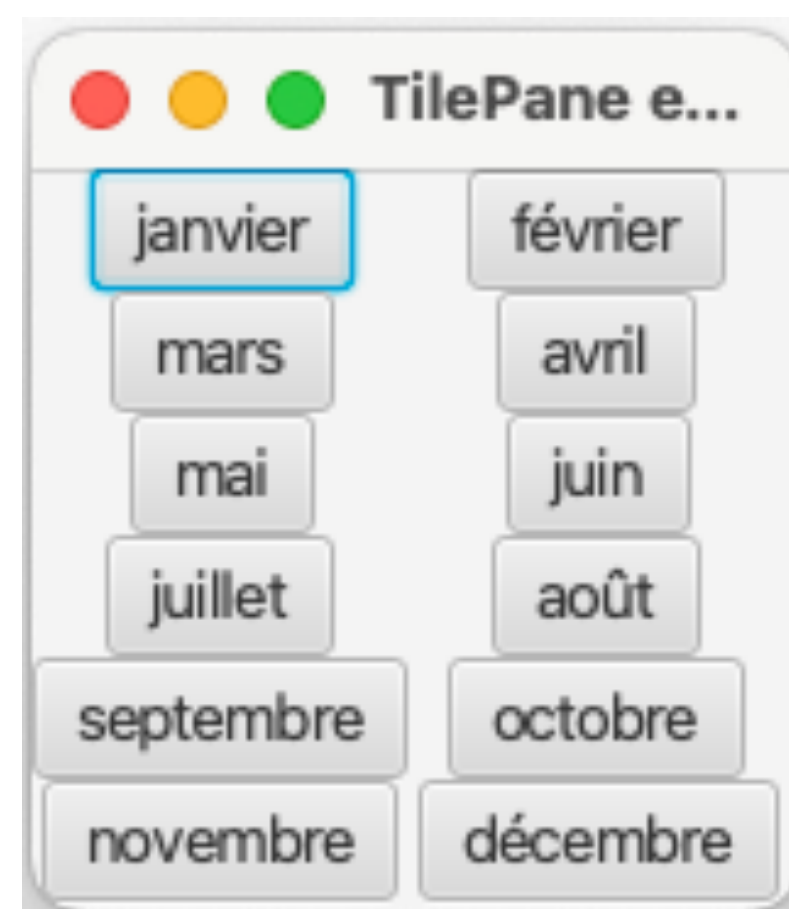 TilePane e...
janvier février
mars avril
mai juin
juillet août
septembre octobre
novembre décembre